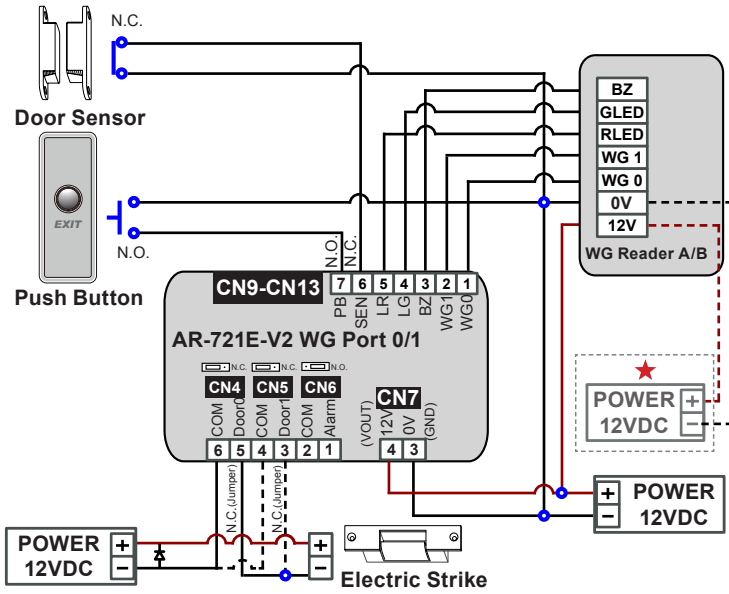 N.C.
Door Sensor
EXIT
N.O.
Push Button
BZ
GLED
RLED
WG 1
WG 0
0V
12V
WG Reader A/B
N.O.
N.C.
CN9-CN13
7 6 5 4 3 2 1
PB SEN LR LG BZ WG1 WG0
AR-721E-V2 WG Port 0/1
N.C. N.C. N.O.
CN4 CN5 CN6
COM Door0 COM Door1 COM Alarm
6 5 4 3 2 1
CN7
(VOUT) 12V 0V (GND)
4 3
N.C.(Jumper)
N.C.(Jumper)
POWER +
12VDC −
POWER +
12VDC −
POWER +
12VDC −
+
−
Electric Strike